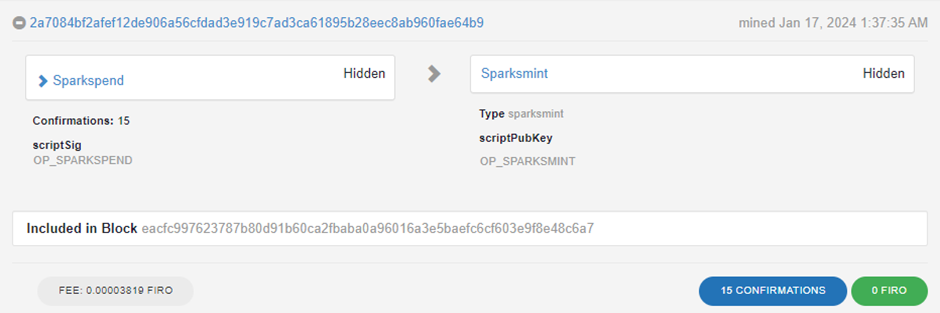 2a7084bf2afef12de906a56cfdad3e919c7ad3ca61895b28eec8ab960fae64b9 mined Jan 17, 2024 1:37:35 AM
Sparkspend Hidden
Sparksmint Hidden
Confirmations: 15
scriptSig
OP_SPARKSPEND
Type sparksmint
scriptPubKey
OP_SPARKSMINT
Included in Block eacfc997623787b80d91b60ca2fbaba0a96016a3e5baefc6cf603e9f8e48c6a7
FEE: 0.00003819 FIRO
15 CONFIRMATIONS
0 FIRO